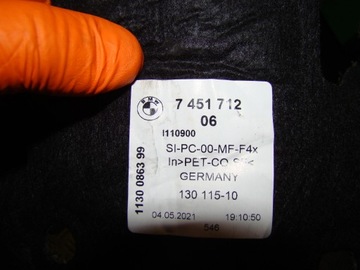 BMW
7 451 712
06
I110900
SI-PC-00-MF-F4x
In>PET-CO
GERMANY
130 115-10
04.05.2021 19:10:50
546
1130 0863 99